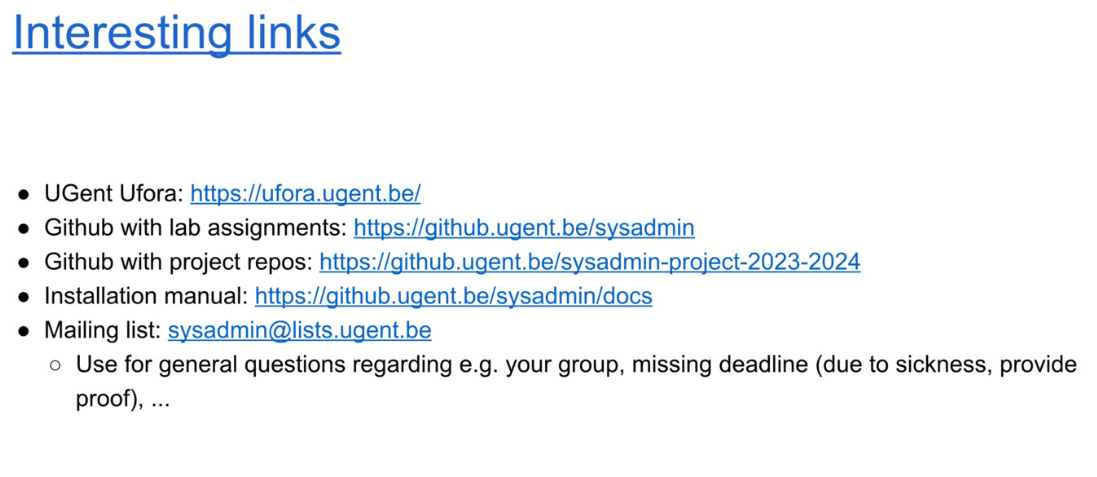 Interesting links
● UGent Ufora: https://ufora.ugent.be/
● Github with lab assignments: https://github.ugent.be/sysadmin
● Github with project repos: https://github.ugent.be/sysadmin-project-2023-2024
● Installation manual: https://github.ugent.be/sysadmin/docs
● Mailing list: sysadmin@lists.ugent.be
○ Use for general questions regarding e.g. your group, missing deadline (due to sickness, provide
proof), ...